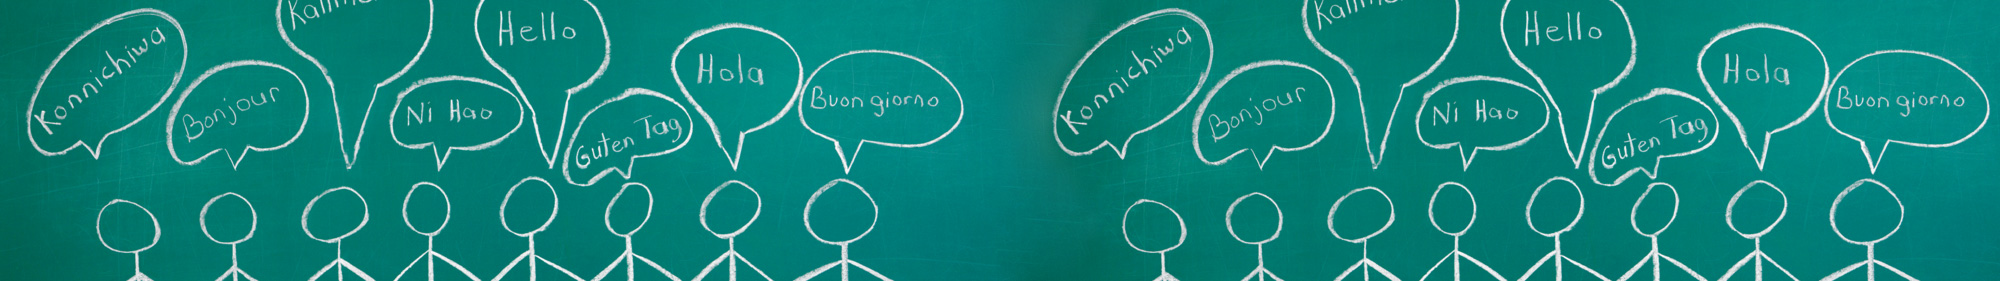 Konnichiwa
Bonjour
Ni Hao
Hello
Guten Tag
Hola
Buon giorno
Konnichiwa
Bonjour
Ni Hao
Hello
Guten Tag
Hola
Buon giorno